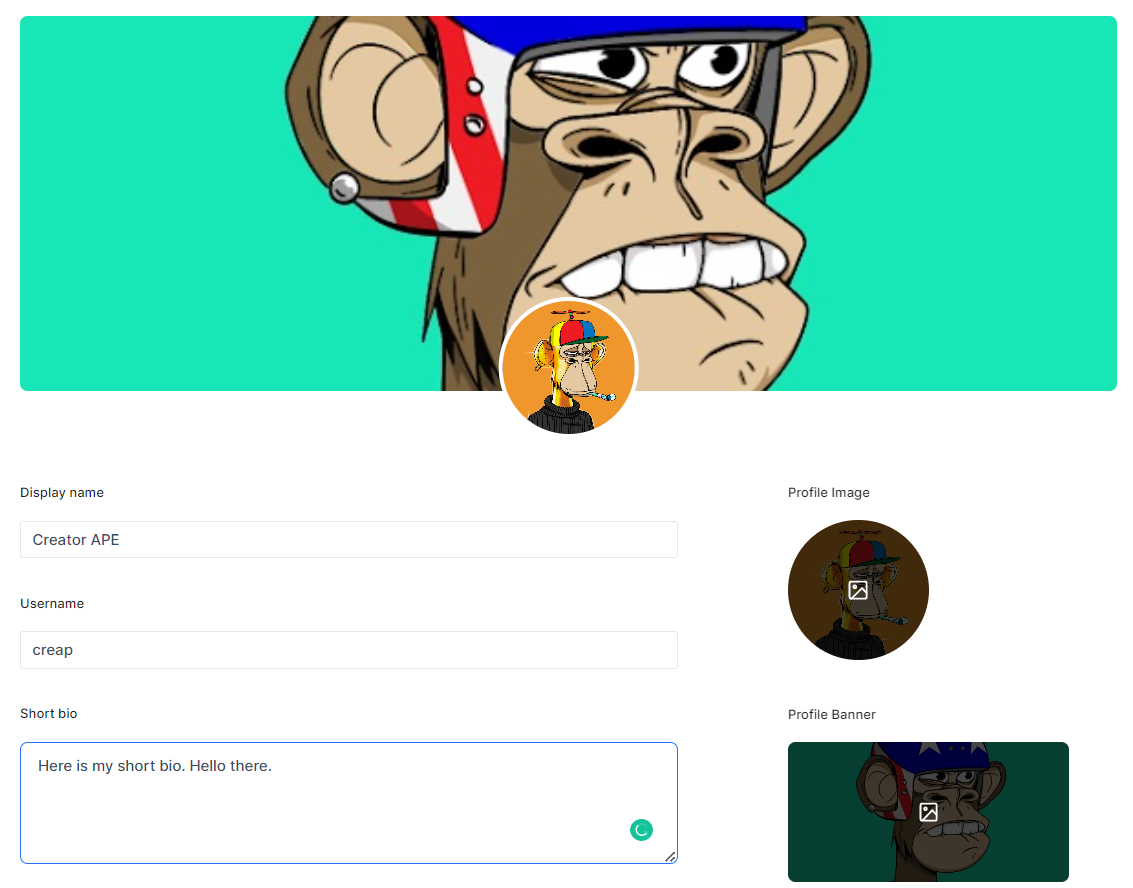 Display name
Profile Image
Creator APE
Username
creap
Short bio
Profile Banner
Here is my short bio. Hello there.